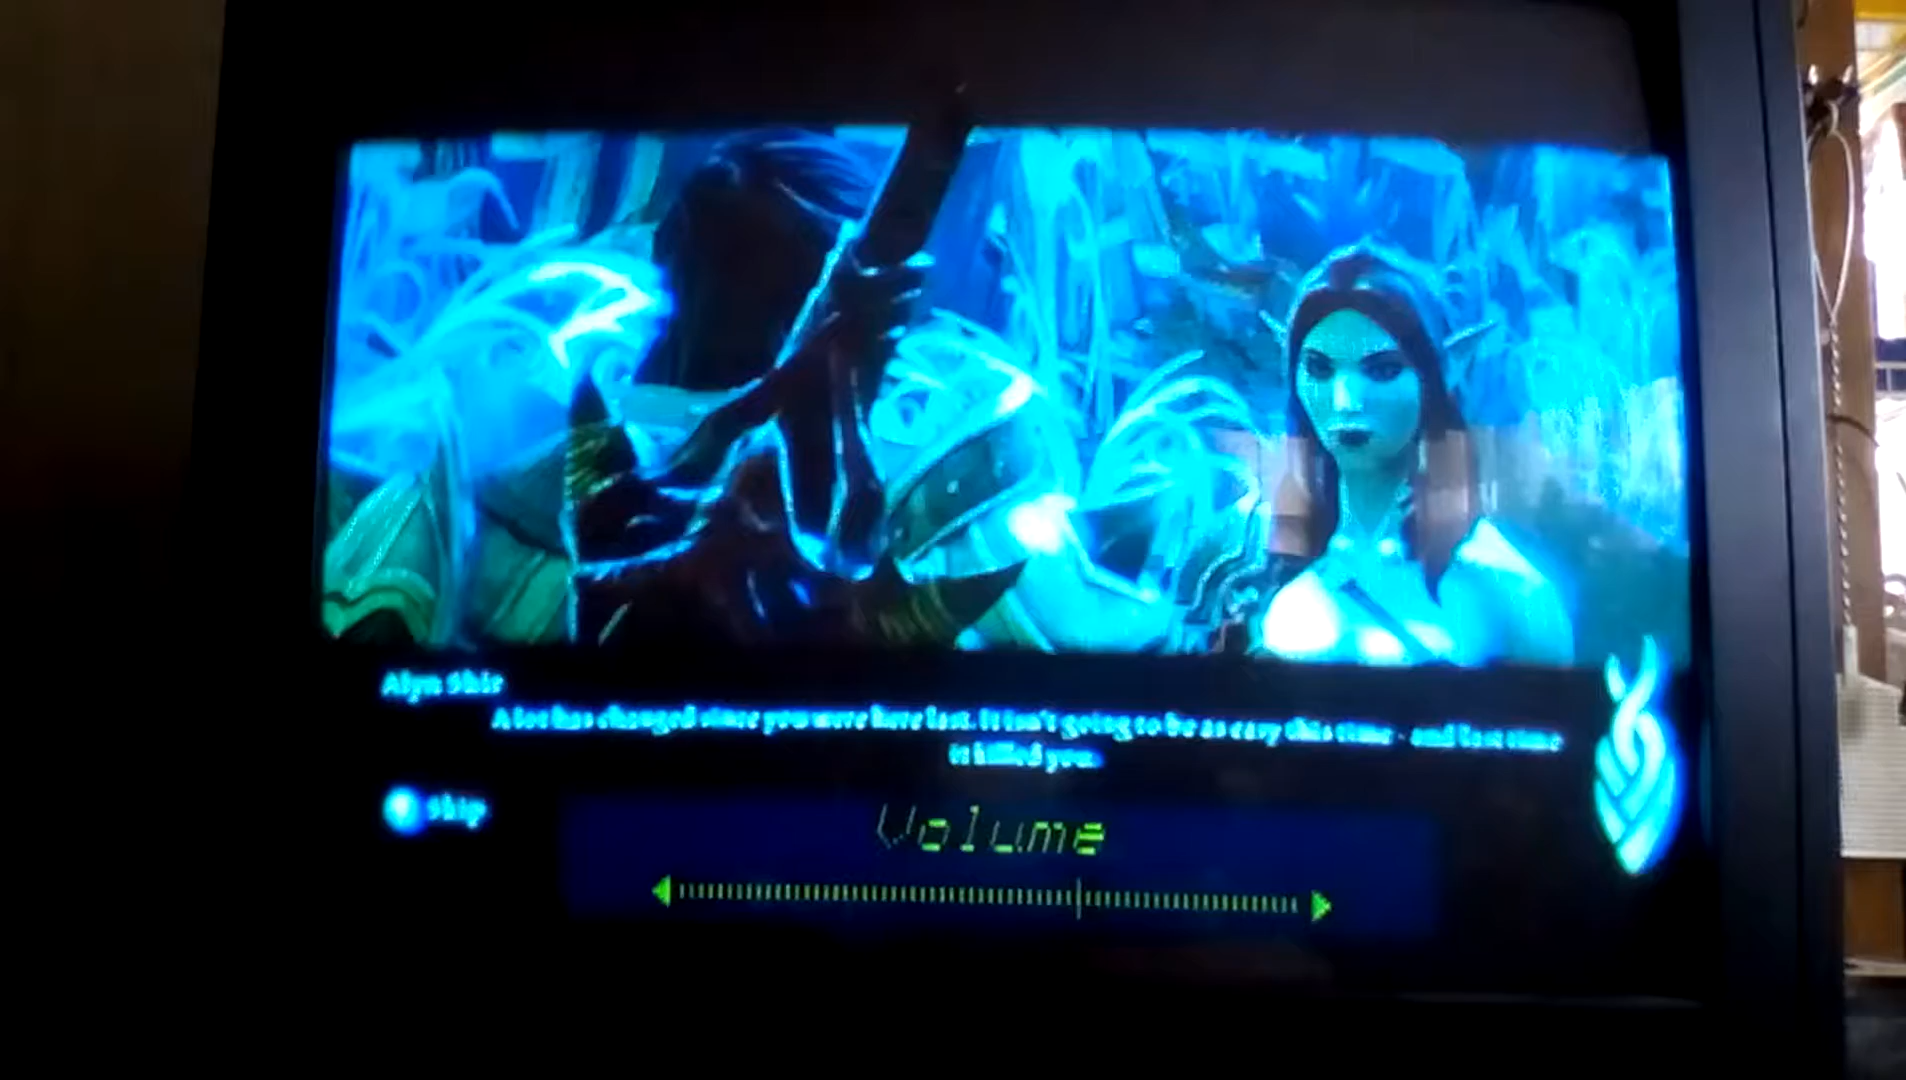 Alyn Shir
A lot has changed since you were here last. It isn't going to be as easy this time - and last time
it killed you.
Skip
Volume